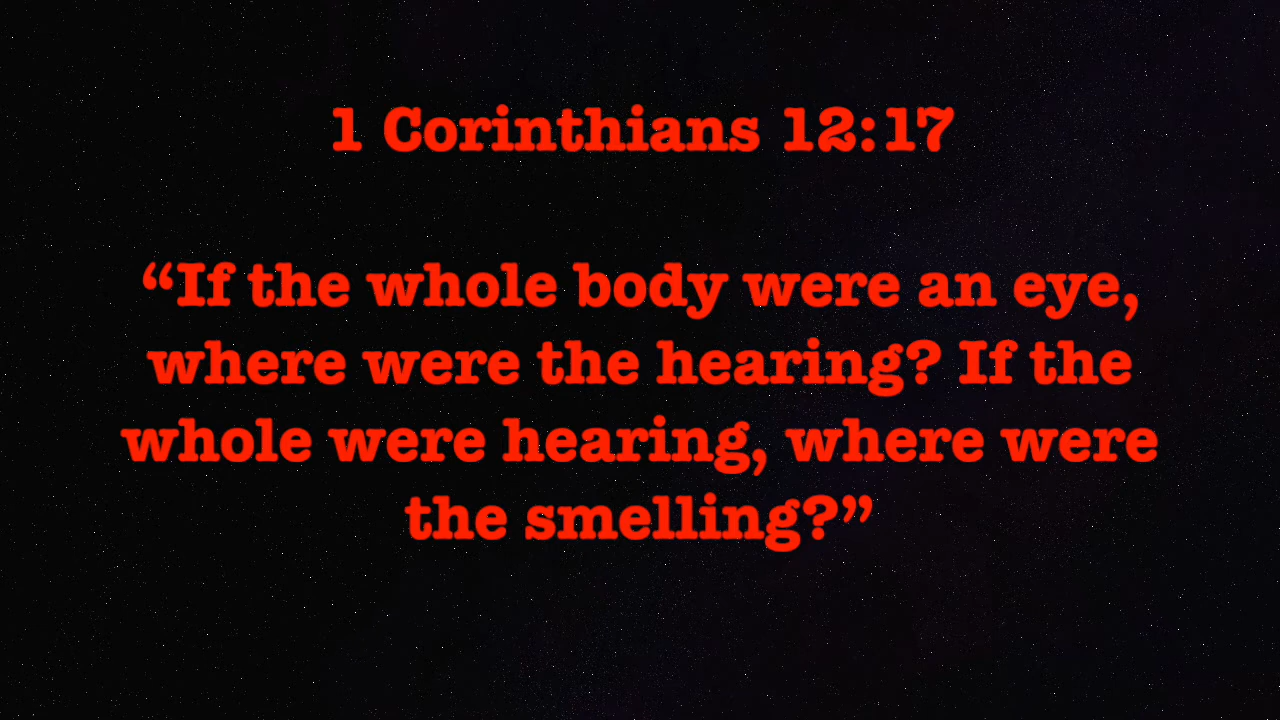 1 Corinthians 12:17
“If the whole body were an eye,
where were the hearing? If the
whole were hearing, where were
the smelling?”